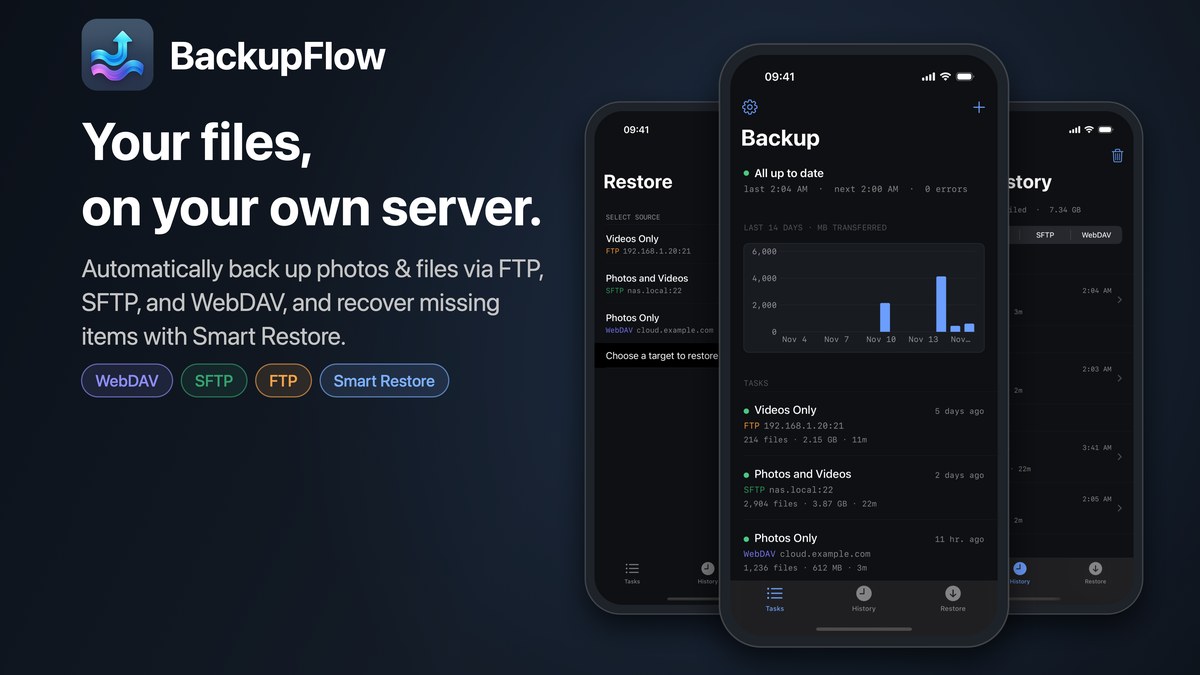 BackupFlow
Your files,
on your own server.
Automatically back up photos & files via FTP,
SFTP, and WebDAV, and recover missing
items with Smart Restore.
WebDAV
SFTP
FTP
Smart Restore
09:41
Restore
SELECT SOURCE
Videos Only
FTP 192.168.1.20:21
Photos and Videos
SFTP nas.local:22
Photos Only
WebDAV cloud.example.com
Choose a target to restore
Tasks
History
09:41
Backup
All up to date
last 2:04 AM · next 2:00 AM · 0 errors
LAST 14 DAYS · MB TRANSFERRED
6,000
4,000
2,000
0
Nov 4
Nov 7
Nov 10
Nov 13
Nov…
TASKS
Videos Only
5 days ago
FTP 192.168.1.20:21
214 files · 2.15 GB · 11m
Photos and Videos
2 days ago
SFTP nas.local:22
2,904 files · 3.87 GB · 22m
Photos Only
11 hr. ago
WebDAV cloud.example.com
1,236 files · 612 MB · 3m
Tasks
History
Restore
story
iled · 7.34 GB
SFTP
WebDAV
2:04 AM
3m
2:03 AM
2m
3:41 AM
· 22m
2:05 AM
2m
History
Restore